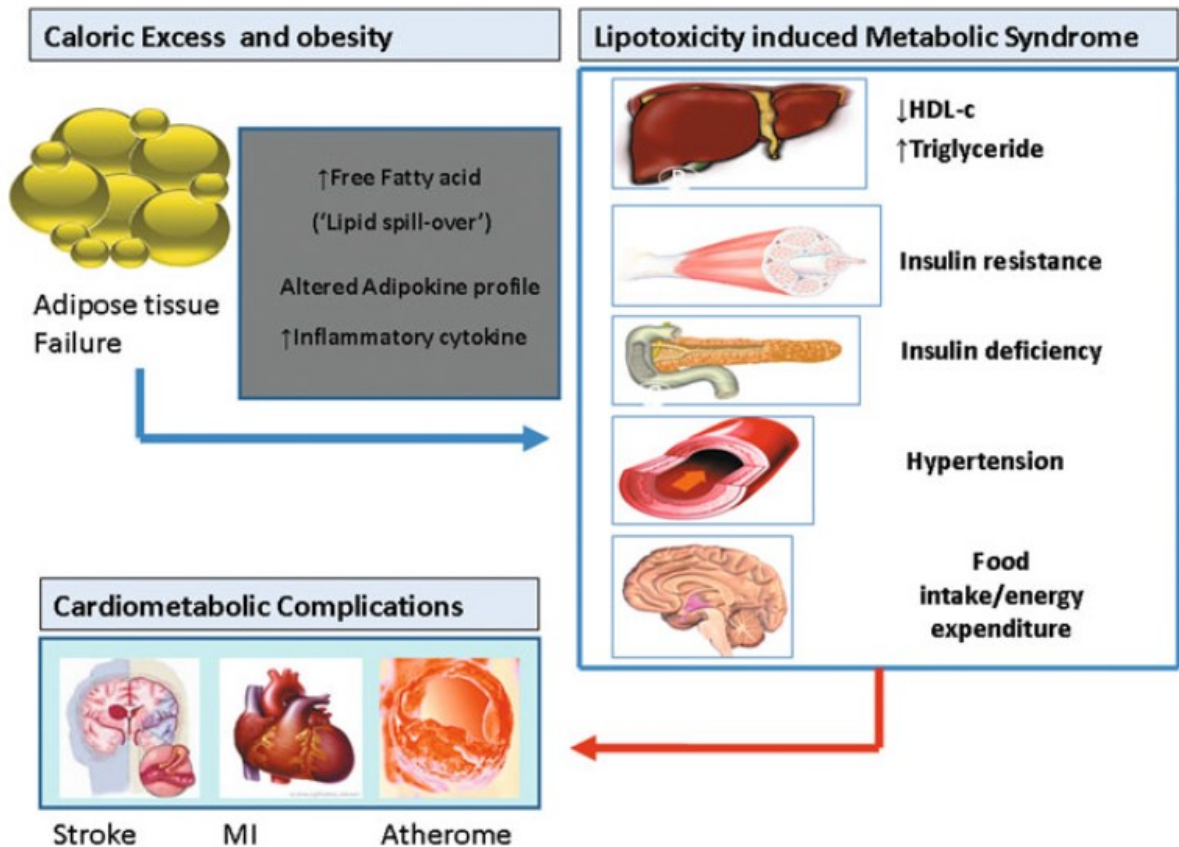 Caloric Excess and obesity
↑Free Fatty acid
('Lipid spill-over')
Altered Adipokine profile
↑Inflammatory cytokine
Adipose tissue
Failure
Lipotoxicity induced Metabolic Syndrome
↓HDL-c
↑Triglyceride
Insulin resistance
Insulin deficiency
Hypertension
Food
intake/energy
expenditure
Cardiometabolic Complications
Stroke
MI
Atherome